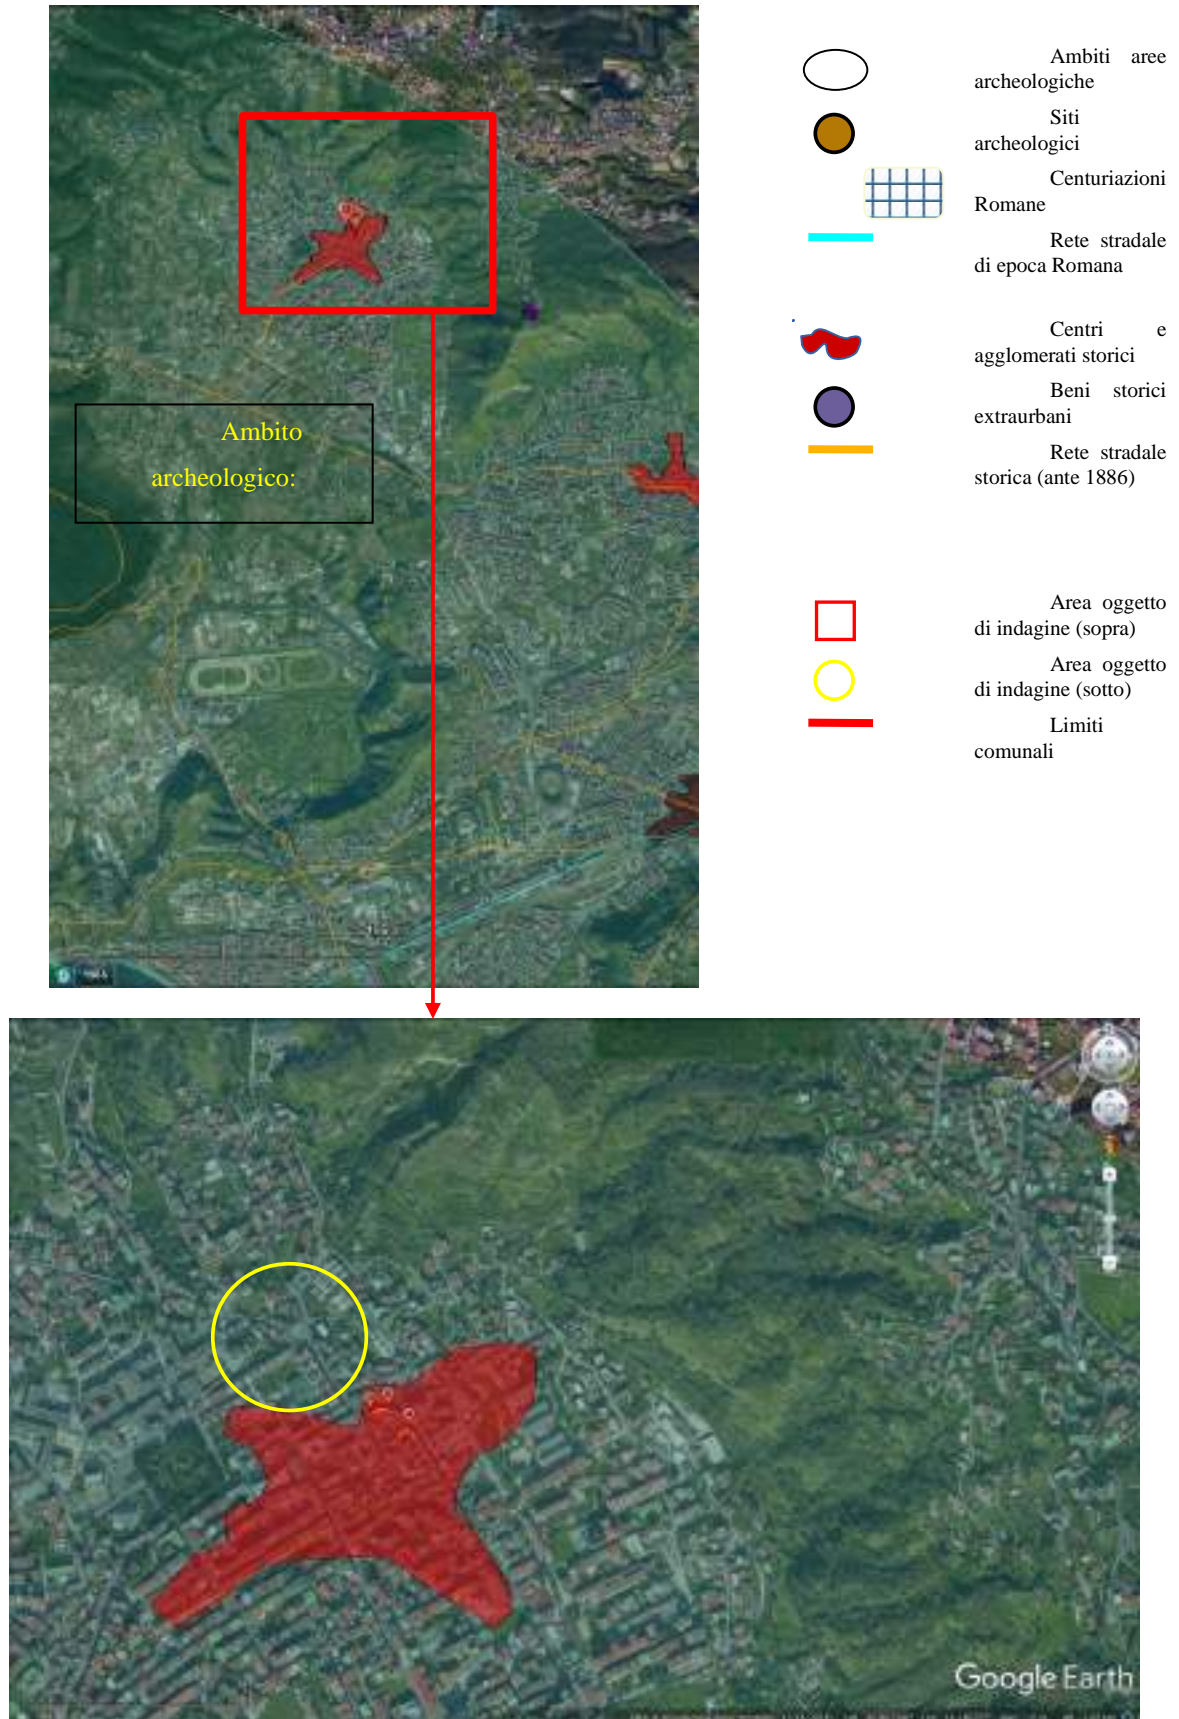 Ambiti aree
archeologiche
Siti
archeologici
Centuriazioni
Romane
Rete stradale
di epoca Romana
Centri e
agglomerati storici
Beni storici
extraurbani
Rete stradale
storica (ante 1886)
Area oggetto
di indagine (sopra)
Area oggetto
di indagine (sotto)
Limiti
comunali
Ambito
archeologico:
Google Earth